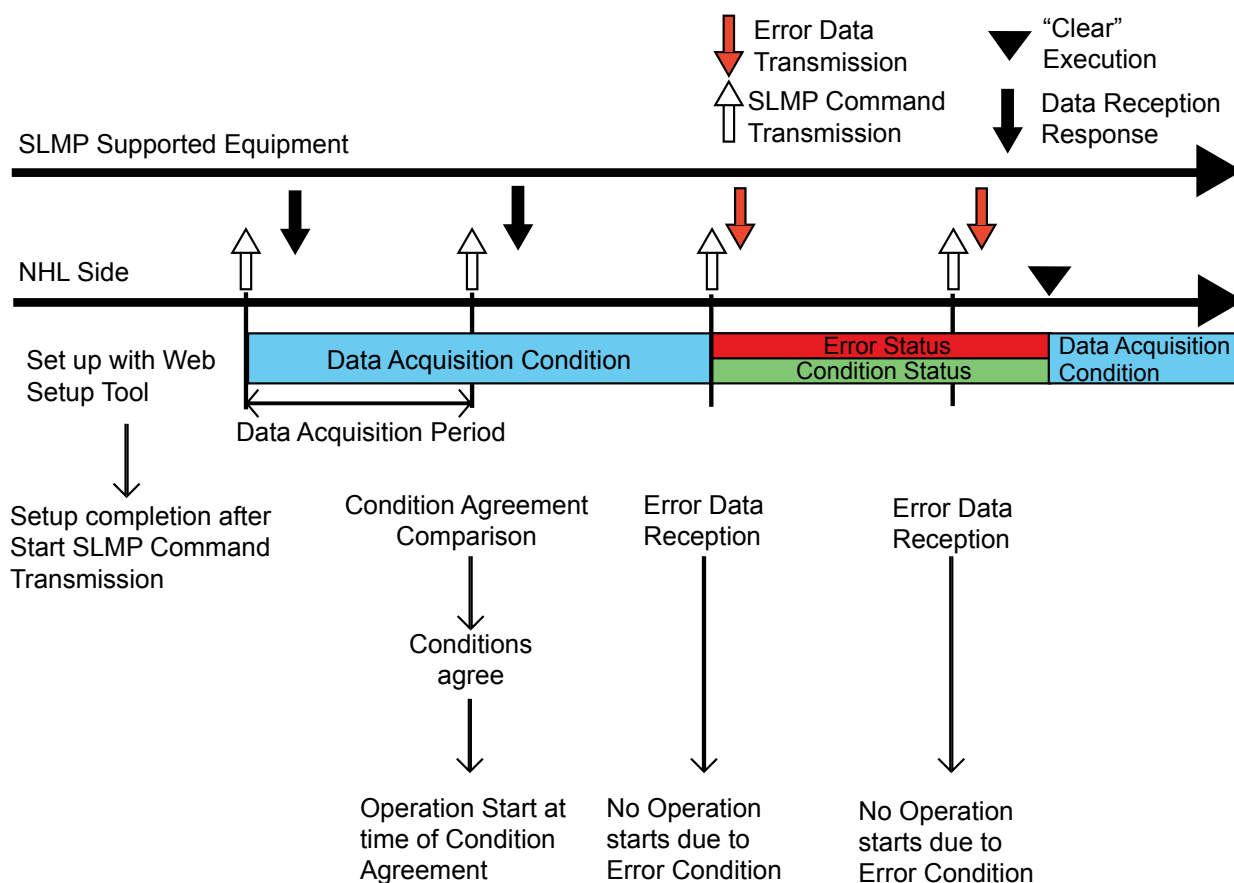 Error Data
Transmission
“Clear”
Execution
SLMP Command
Transmission
Data Reception
Response
SLMP Supported Equipment
NHL Side
Set up with Web
Setup Tool
Data Acquisition Condition
Error Status
Condition Status
Data Acquisition
Condition
Data Acquisition Period
Setup completion after
Start SLMP Command
Transmission
Condition Agreement
Comparison
Conditions
agree
Operation Start at
time of Condition
Agreement
Error Data
Reception
No Operation
starts due to
Error Condition
Error Data
Reception
No Operation
starts due to
Error Condition